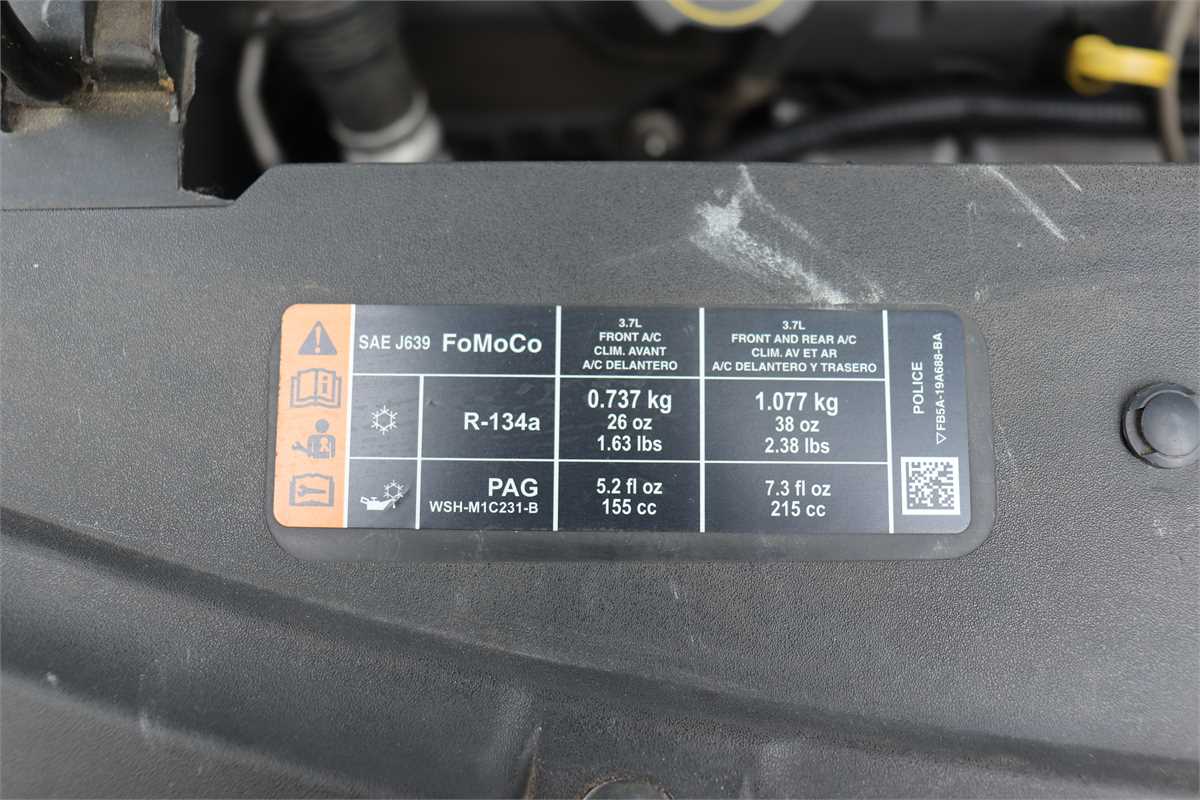 SAE J639 FoMoCo
3.7L
FRONT A/C
CLIM. AVANT
A/C DELANTERO
3.7L
FRONT AND REAR A/C
CLIM. AV ET AR
A/C DELANTERO Y TRASERO
R-134a
0.737 kg
26 oz
1.63 lbs
1.077 kg
38 oz
2.38 lbs
PAG
WSH-M1C231-B
5.2 fl oz
155 cc
7.3 fl oz
215 cc
POLICE
FB5A-19A688-BA